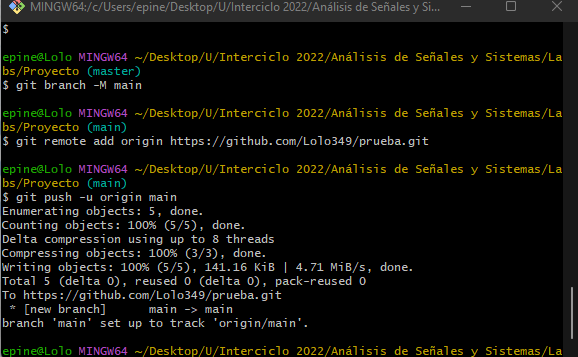 MINGW64:/c/Users/epine/Desktop/U/Interciclo 2022/Análisis de Señales y Si...
$
epine@Lolo MINGW64 ~/Desktop/U/Interciclo 2022/Análisis de Señales y Sistemas/La
bs/Proyecto (master)
$ git branch -M main
epine@Lolo MINGW64 ~/Desktop/U/Interciclo 2022/Análisis de Señales y Sistemas/La
bs/Proyecto (main)
$ git remote add origin https://github.com/Lolo349/prueba.git
epine@Lolo MINGW64 ~/Desktop/U/Interciclo 2022/Análisis de Señales y Sistemas/La
bs/Proyecto (main)
$ git push -u origin main
Enumerating objects: 5, done.
Counting objects: 100% (5/5), done.
Delta compression using up to 8 threads
Compressing objects: 100% (3/3), done.
Writing objects: 100% (5/5), 141.16 KiB | 4.71 MiB/s, done.
Total 5 (delta 0), reused 0 (delta 0), pack-reused 0
To https://github.com/Lolo349/prueba.git
 * [new branch]      main -> main
branch 'main' set up to track 'origin/main'.
epine@Lolo MINGW64 ~/Desktop/U/Interciclo 2022/Análisis de Señales y Sistemas/La